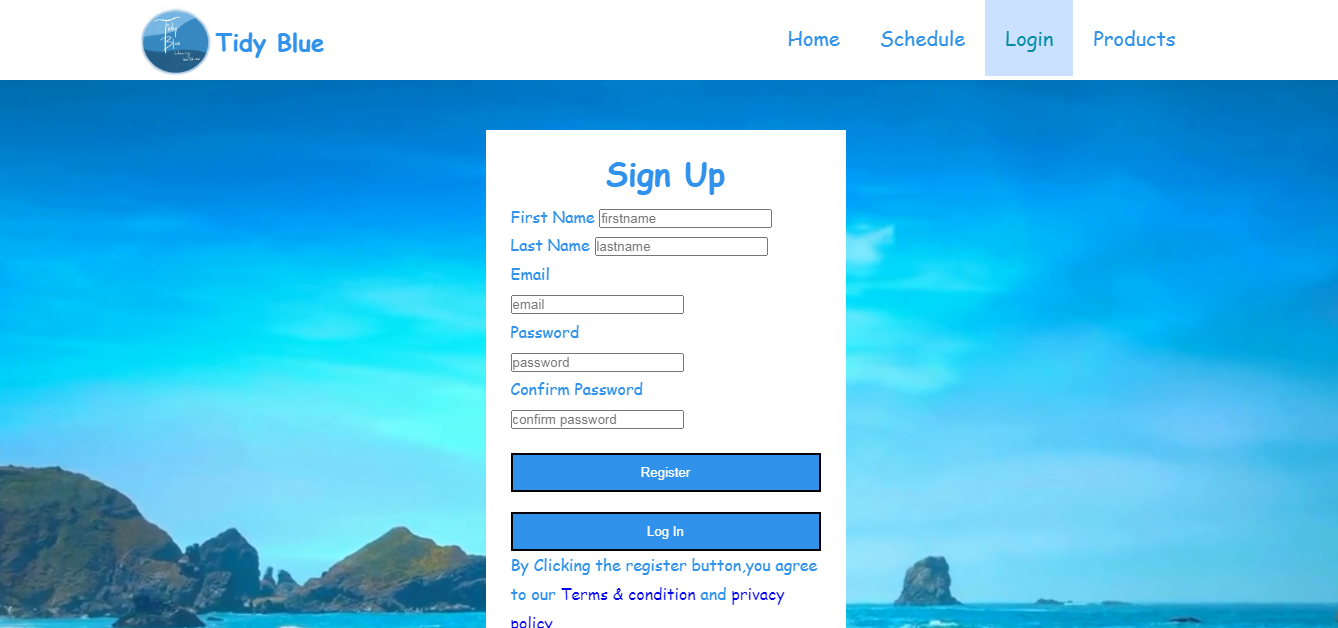 Tidy
Blue
Tidy Blue
Home
Schedule
Login
Products
Sign Up
First Name firstname
Last Name lastname
Email
email
Password
password
Confirm Password
confirm password
Register
Log In
By Clicking the register button,you agree
to our Terms & condition and privacy
policy